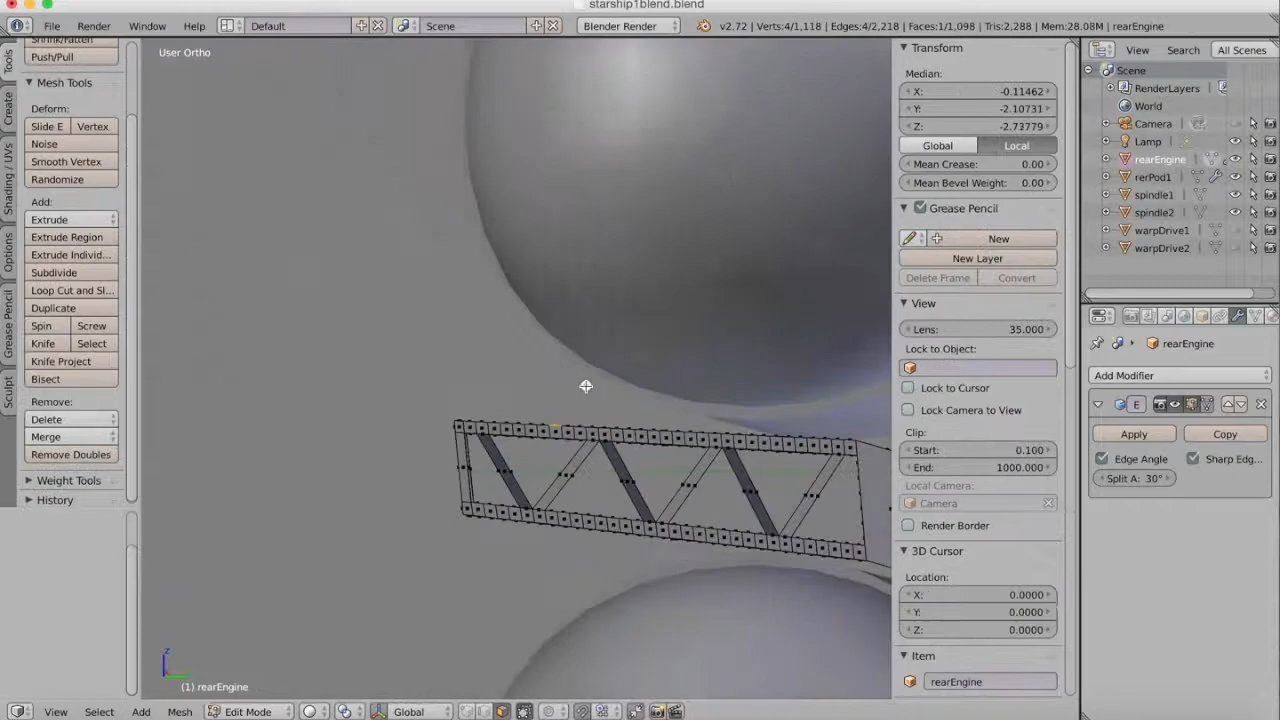 starship1blend.blend
File Render Window Help Default Scene Blender Render v2.72 | Verts:4/1,118 | Edges:4/2,218 | Faces:1/1,098 | Tris:2,288 | Mem:28.08M | rearEngine
User Ortho
Tools
Create
Shading / UVs
Options
Grease Pencil
Sculpt
Shrink/Fatten
Push/Pull
Mesh Tools
Deform:
Slide E Vertex
Noise
Smooth Vertex
Randomize
Add:
Extrude
Extrude Region
Extrude Individ...
Subdivide
Loop Cut and Sl...
Duplicate
Spin Screw
Knife Select
Knife Project
Bisect
Remove:
Delete
Merge
Remove Doubles
Weight Tools
History
z
(1) rearEngine
View Select Add Mesh Edit Mode Global
Transform
Median:
X: -0.11462
Y: -2.10731
Z: -2.73779
Global Local
Mean Crease: 0.00
Mean Bevel Weight: 0.00
Grease Pencil
New
New Layer
Delete Frame Convert
View
Lens: 35.000
Lock to Object:
Lock to Cursor
Lock Camera to View
Clip:
Start: 0.100
End: 1000.000
Local Camera:
Camera
Render Border
3D Cursor
Location:
X: 0.0000
Y: 0.0000
Z: 0.0000
Item
rearEngine
View Search All Scenes
Scene
RenderLayers
World
Camera
Lamp
rearEngine
rerPod1
spindle1
spindle2
warpDrive1
warpDrive2
rearEngine
Add Modifier
E
Apply Copy
Edge Angle Sharp Edg...
Split A: 30°